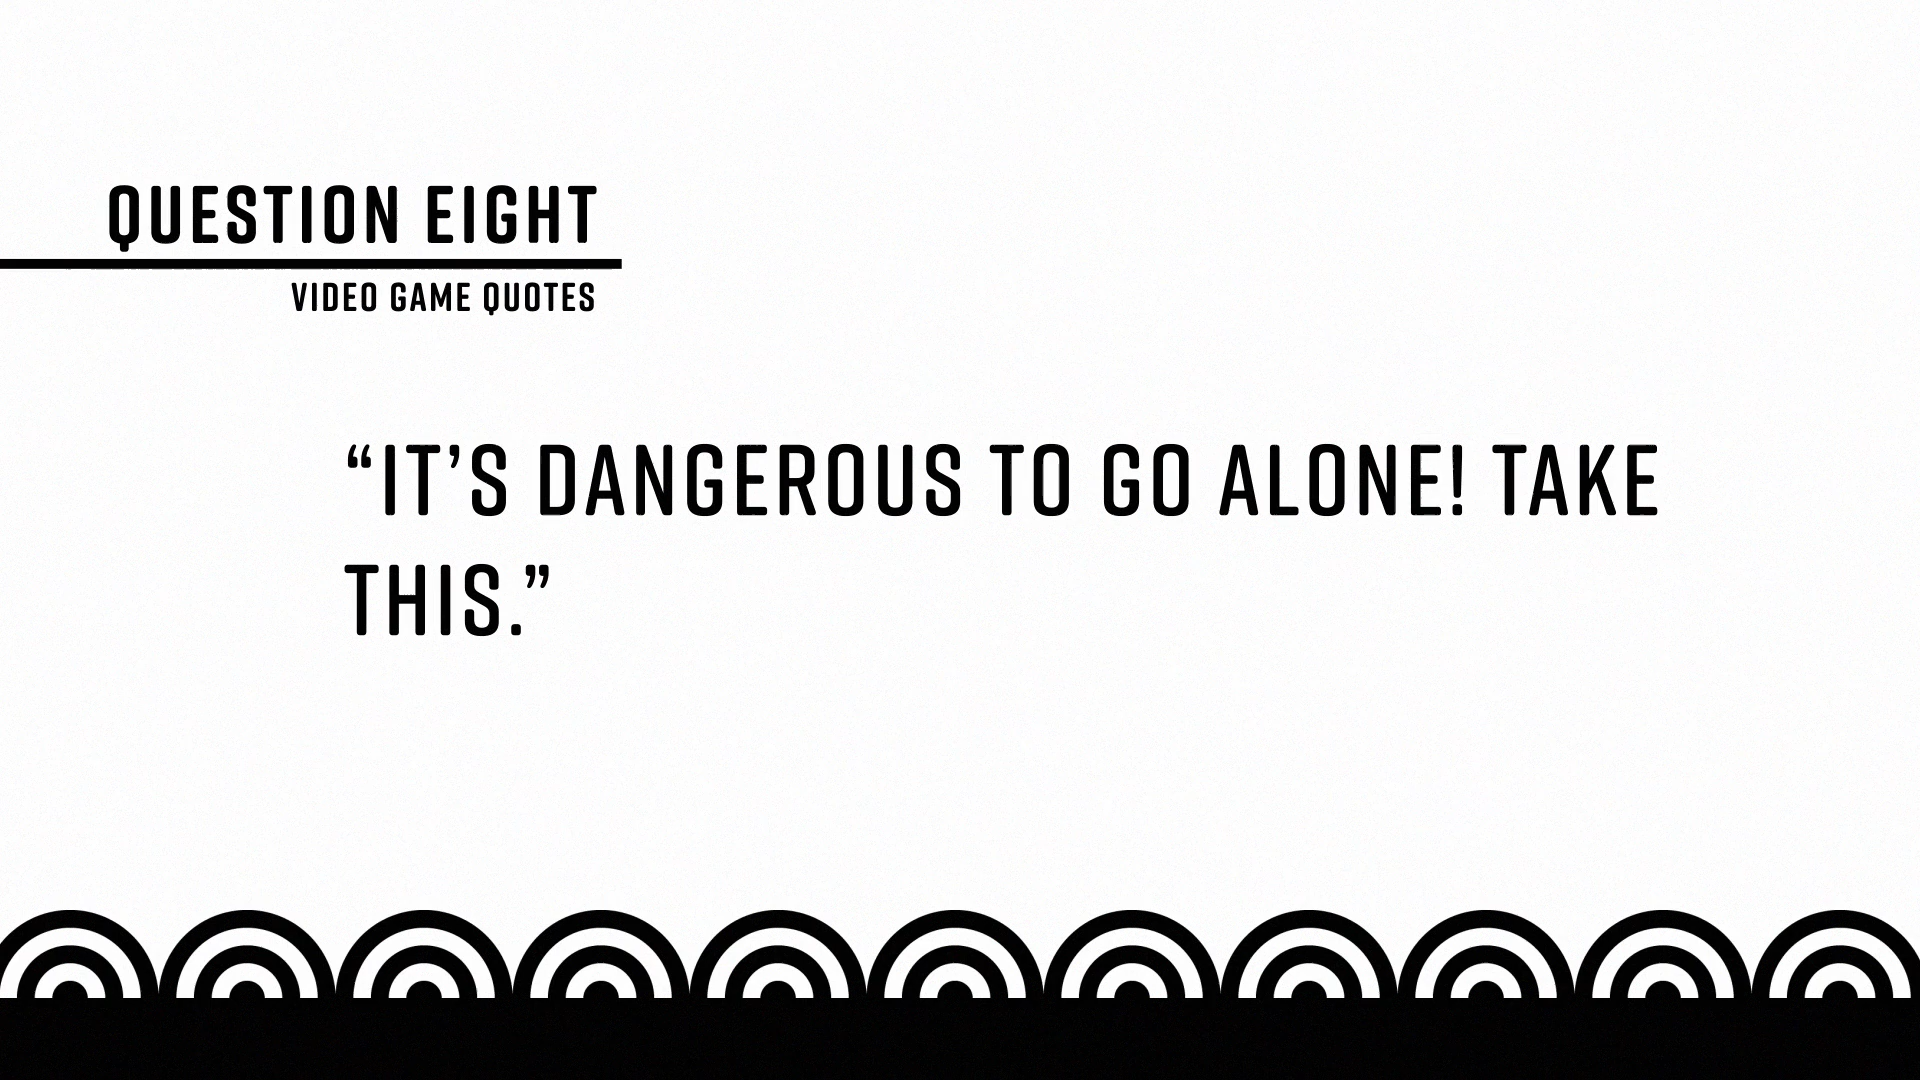 QUESTION EIGHT
VIDEO GAME QUOTES
“IT’S DANGEROUS TO GO ALONE! TAKE
THIS.”